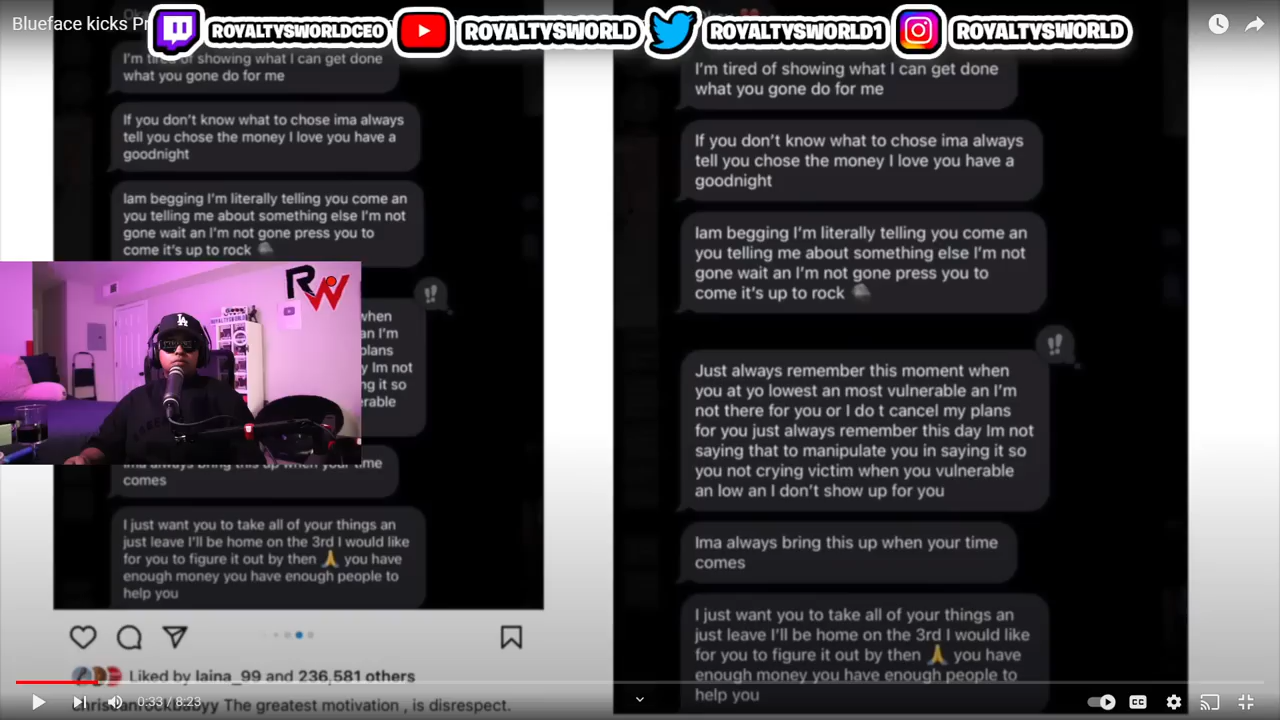 Blueface kicks Pr
ROYALTYSWORLDCEO
ROYALTYSWORLD
ROYALTYSWORLD1
ROYALTYSWORLD
I'm tired of showing what I can get done
what you gone do for me
If you don't know what to chose ima always
tell you chose the money I love you have a
goodnight
Iam begging I'm literally telling you come an
you telling me about something else I'm not
gone wait an I'm not gone press you to
come it's up to rock
when
an I'm
plans
y Im not
ng it so
rable
Ima always bring this up when your time
comes
I just want you to take all of your things an
just leave I'll be home on the 3rd I would like
for you to figure it out by then 🙏 you have
enough money you have enough people to
help you
Liked by laina_99 and 236,581 others
christianrockbabyy The greatest motivation , is disrespect.
RW
LA
I'm tired of showing what I can get done
what you gone do for me
If you don't know what to chose ima always
tell you chose the money I love you have a
goodnight
Iam begging I'm literally telling you come an
you telling me about something else I'm not
gone wait an I'm not gone press you to
come it's up to rock
!!
Just always remember this moment when
you at yo lowest an most vulnerable an I'm
not there for you or I do t cancel my plans
for you just always remember this day Im not
saying that to manipulate you in saying it so
you not crying victim when you vulnerable
an low an I don't show up for you
Ima always bring this up when your time
comes
I just want you to take all of your things an
just leave I'll be home on the 3rd I would like
for you to figure it out by then 🙏 you have
enough money you have enough people to
help you
0:33 / 8:23
CC